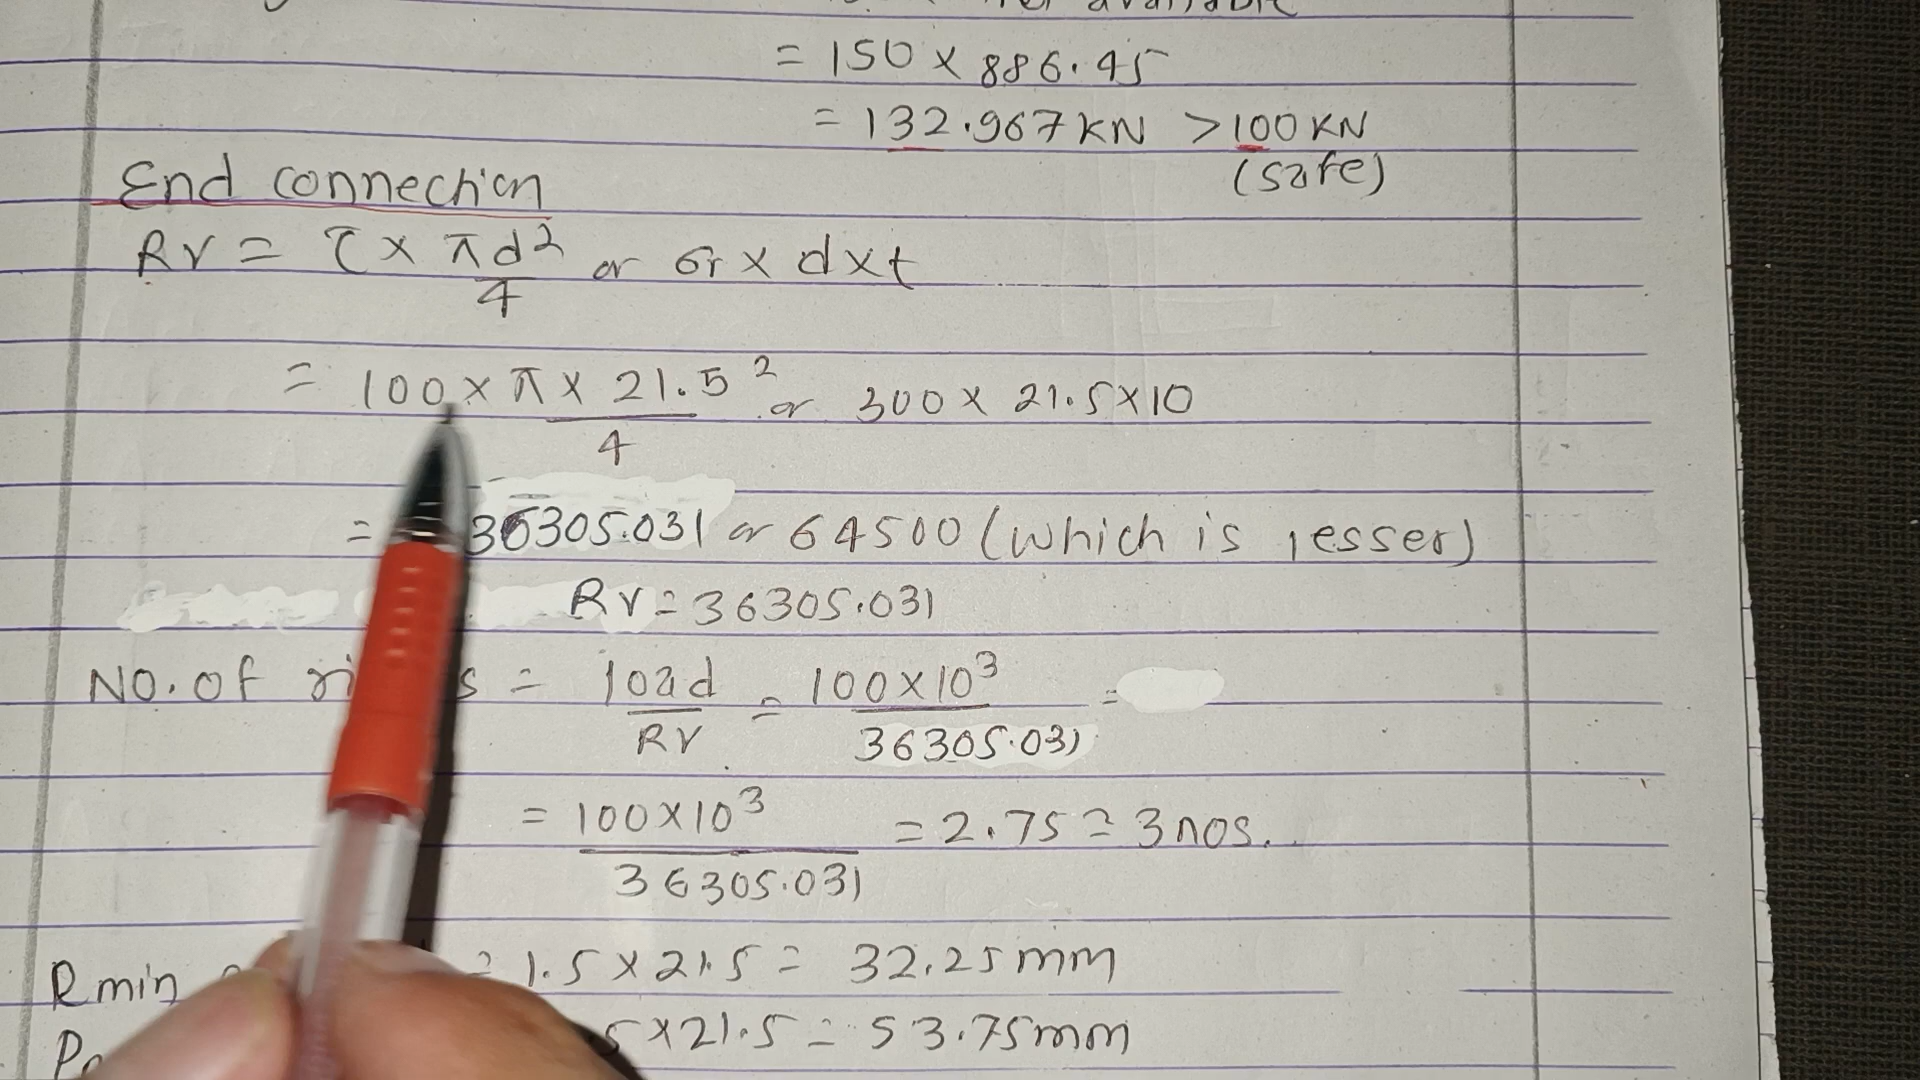 available
= 150 x 886.45
= 132.967 KN > 100 KN
(safe)
End connection
RV = τ x πd²/4 or σr x d x t
= 100 x π x 21.5²/4 or 300 x 21.5 x 10
= 36305.031 or 64500 (which is lesser)
RV = 36305.031
NO. of = load/RV = 100 x 10³/36305.031 =
= 100 x 10³/36305.031 = 2.75 ≈ 3 nos.
Rmin = 1.5 x 21.5 = 32.25 mm
5 x 21.5 = 53.75 mm